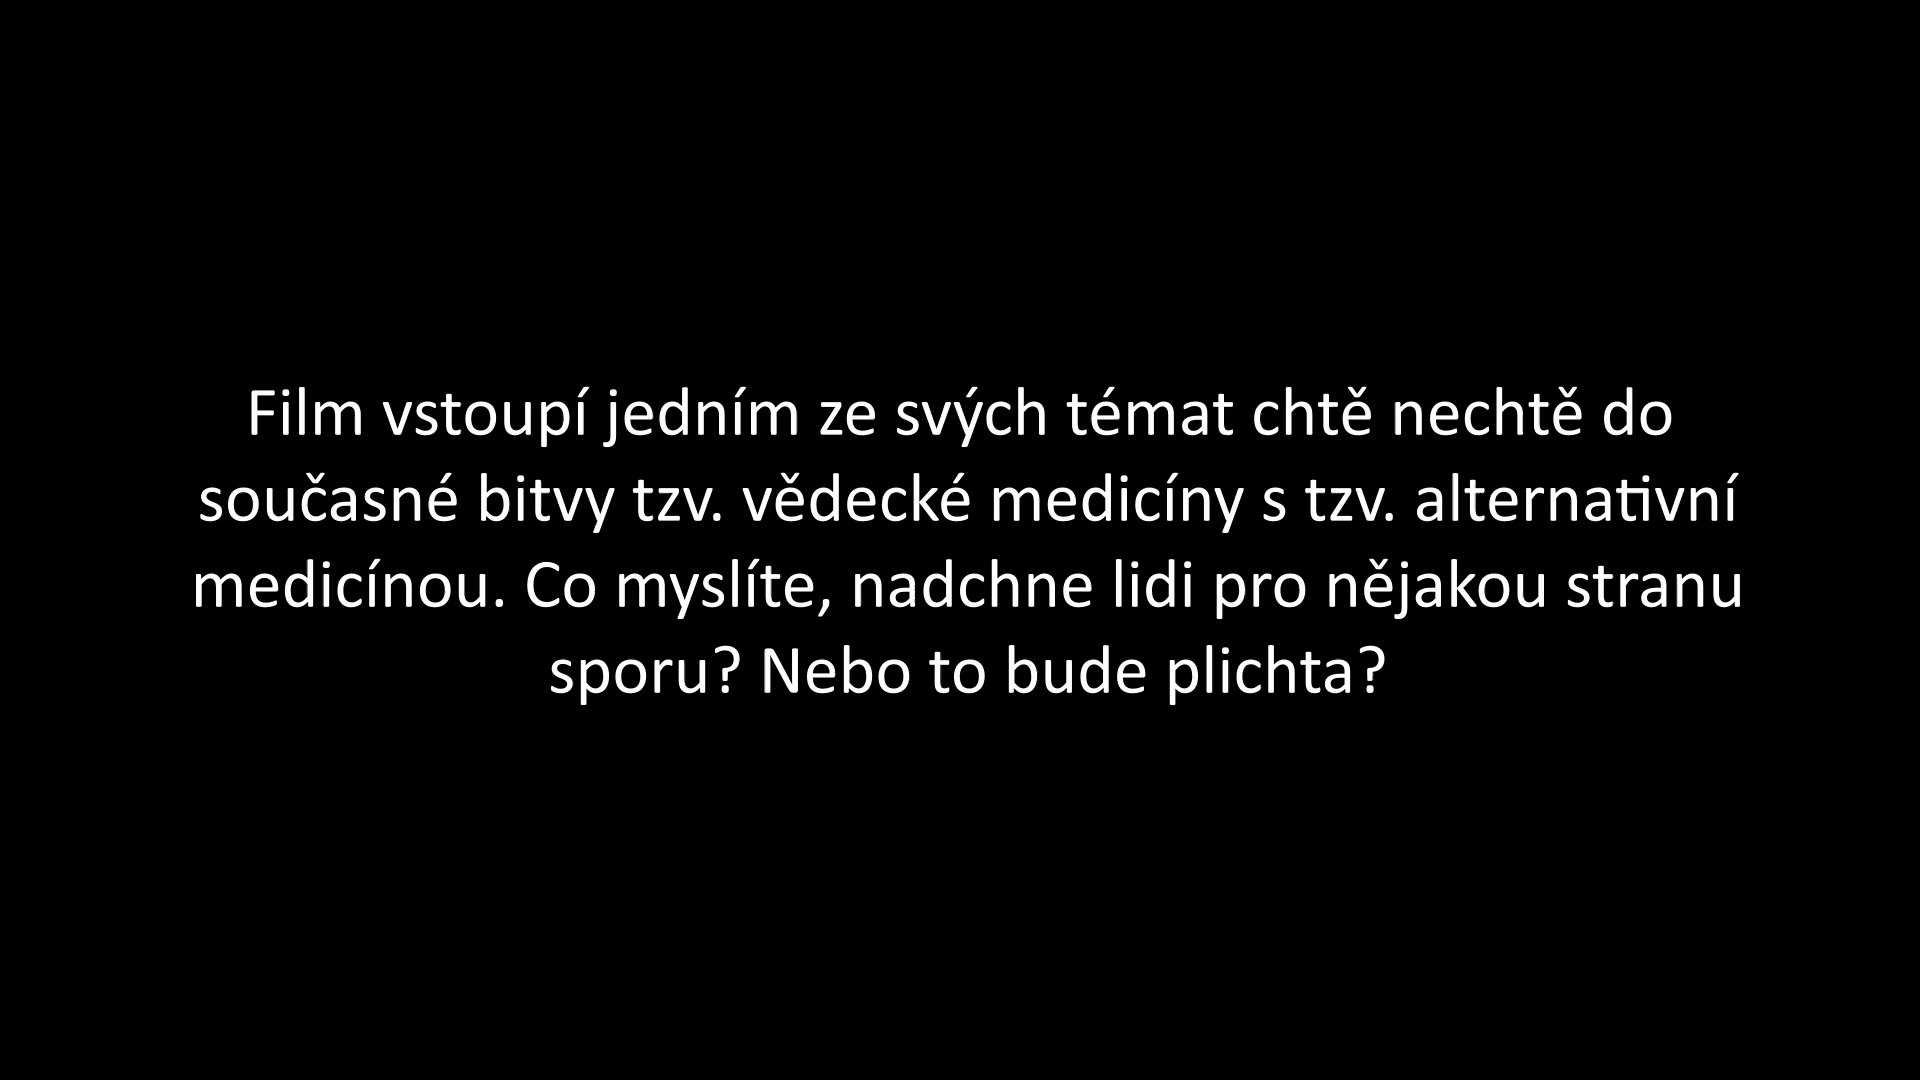 Film vstoupí jedním ze svých témat chtě nechtě do
současné bitvy tzv. vědecké medicíny s tzv. alternativní
medicínou. Co myslíte, nadchne lidi pro nějakou stranu
sporu? Nebo to bude plichta?